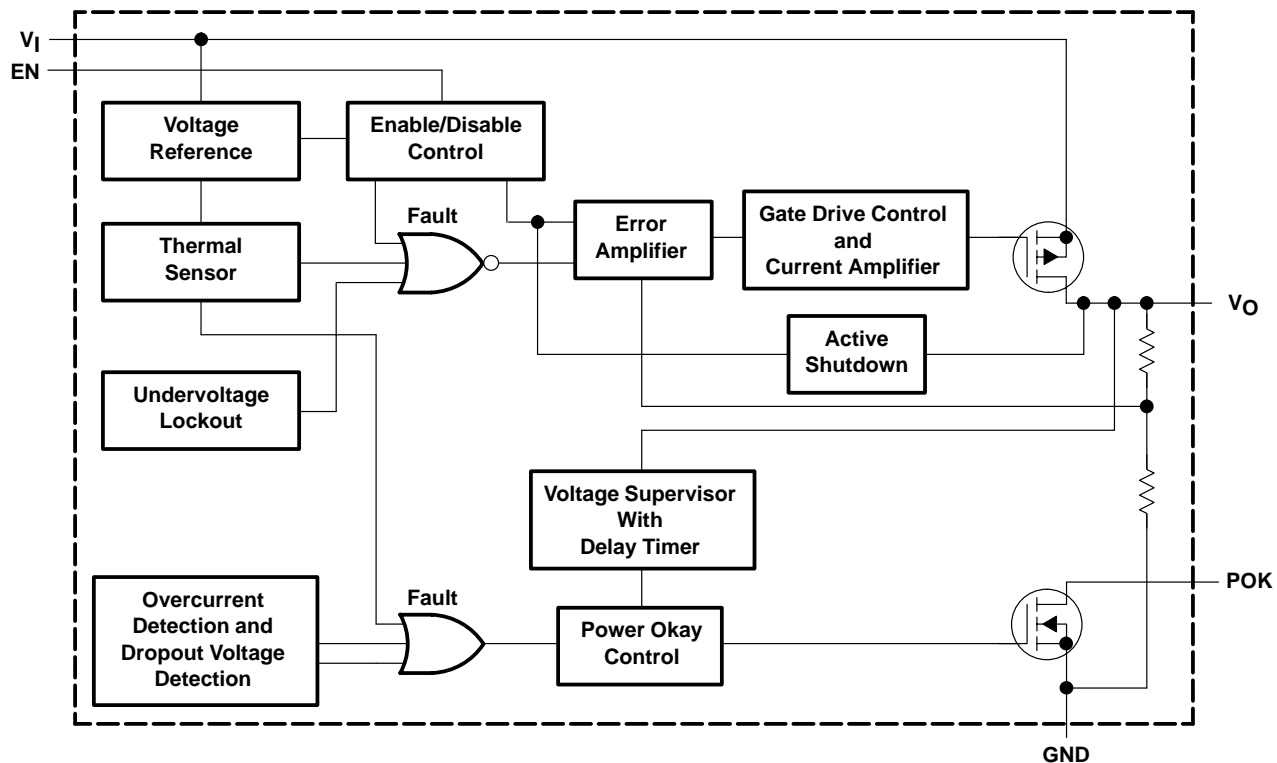 VI
EN
Voltage
Reference
Enable/Disable
Control
Fault
Thermal
Sensor
Error
Amplifier
Gate Drive Control
and
Current Amplifier
VO
Active
Shutdown
Undervoltage
Lockout
Voltage Supervisor
With
Delay Timer
POK
Overcurrent
Detection and
Dropout Voltage
Detection
Fault
Power Okay
Control
GND